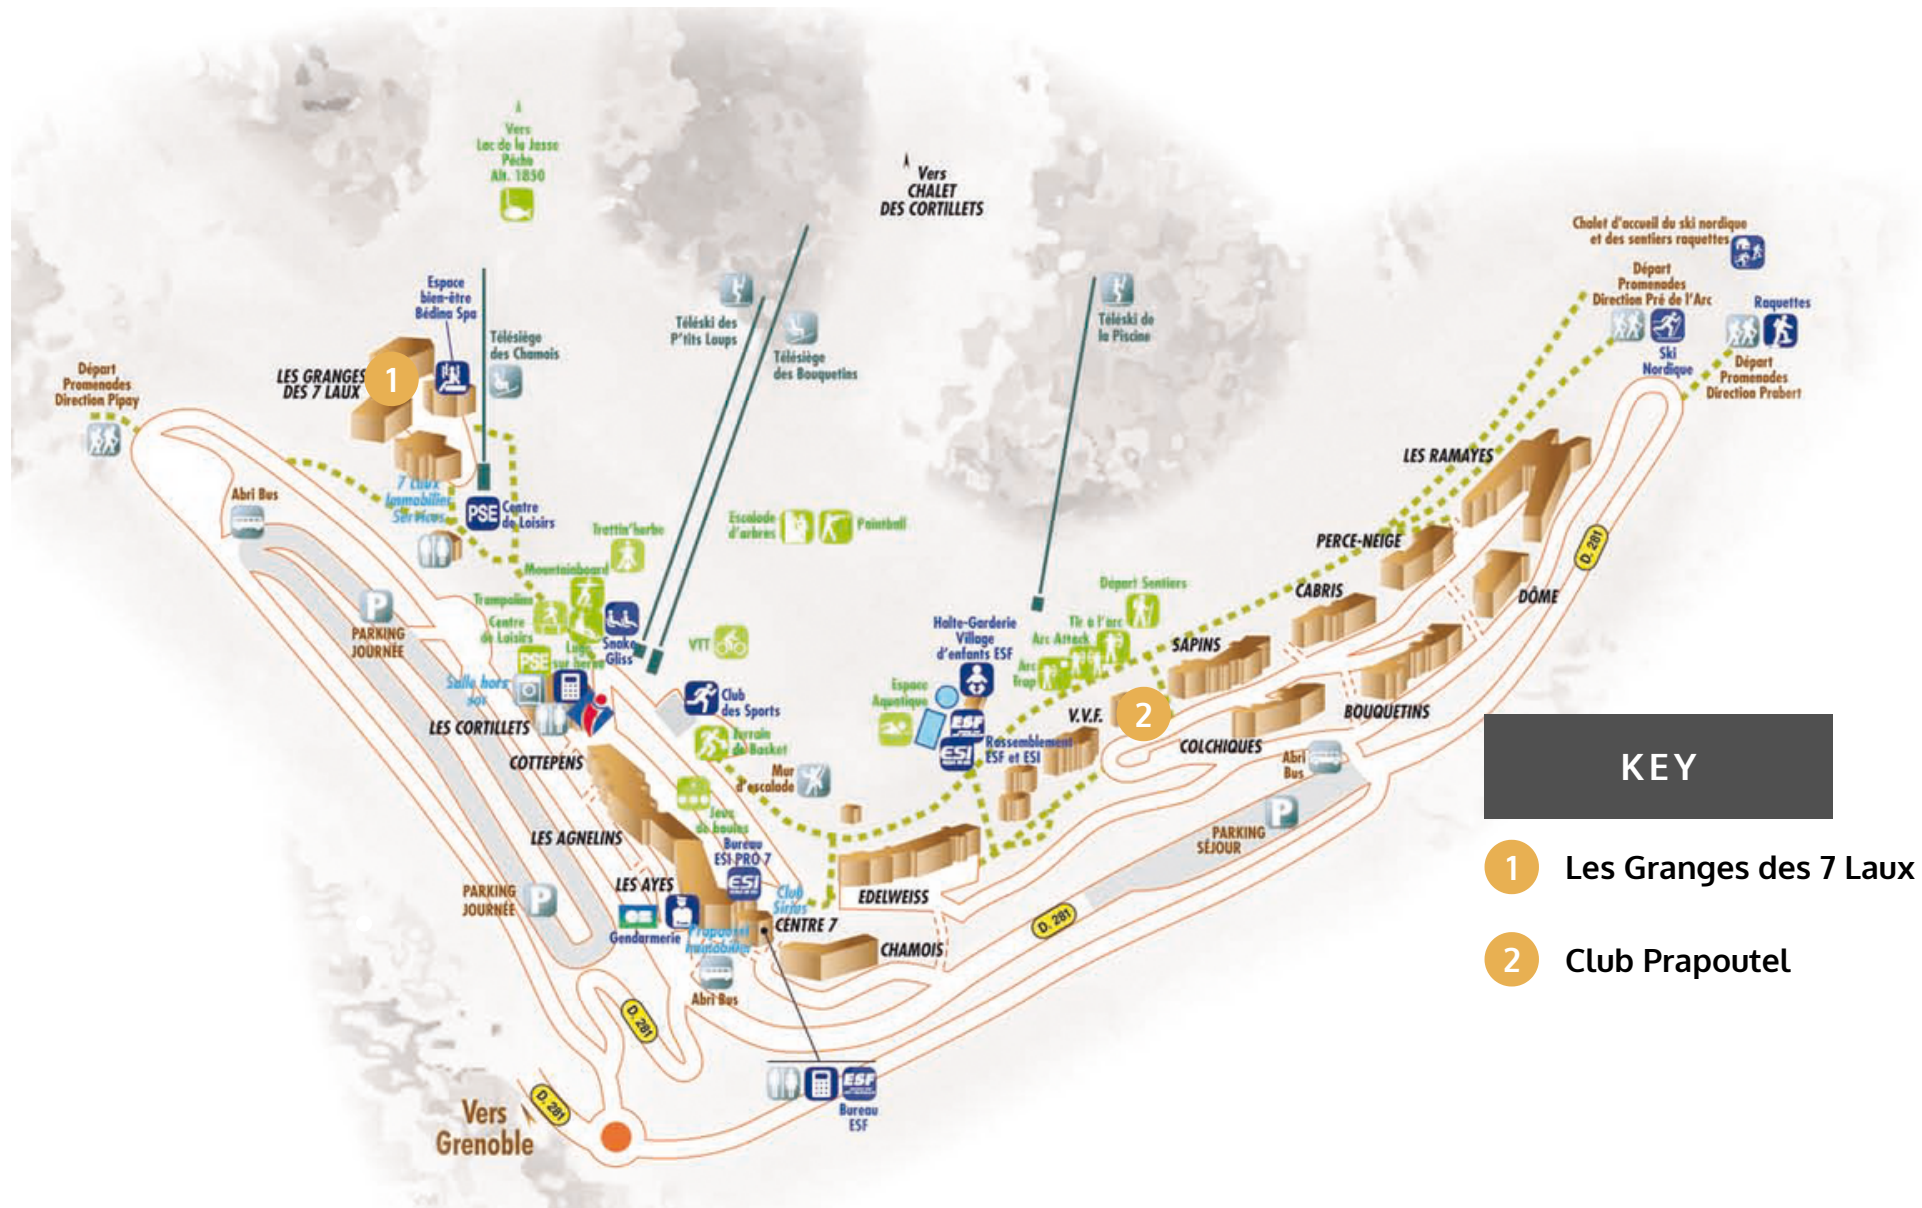 Vers
Lac de la Jasse
Pêche
Alt. 1850
Vers
CHALET
DES CORTILLETS
Chalet d'accueil du ski nordique
et des sentiers raquettes
Départ
Promenades
Direction Pré de l'Arc
Raquettes
Ski
Nordique
Départ
Promenades
Direction Prabert
Espace
bien-être
Bédina Spa
Télésiège
des Chamois
Téléski des
P'tits Loups
Télésiège
des Bouquetins
Téléski de
la Piscine
LES GRANGES
DES 7 LAUX
1
Départ
Promenades
Direction Pipay
Abri Bus
7 Laux
Immobilier
Services
PSE
Centre
de Loisirs
Trottin'herbe
Escalade
d'arbres
Paintball
Mountainboard
Trampoline
Centre
de Loisirs
PSE
Luge
sur herbe
Snake
Gliss
VTT
P
PARKING
JOURNÉE
Salle hors
sac
LES CORTILLETS
Club
des Sports
Terrain
de Basket
COTTEPENS
Mur
d'escalade
Jeux
de boules
LES AGNELINS
Bureau
ESI PRO 7
ESI
LES AYES
Gendarmerie
Club
Sirius
CENTRE 7
Prapoutel
Immobilier
Abri Bus
PARKING
JOURNÉE
P
Halte-Garderie
Village
d'enfants ESF
Espace
Aquatique
ESF
ESI
Rassemblement
ESF et ESI
Départ Sentiers
Tir à l'arc
Arc Attack
Arc
Trap
V.V.F.
2
SAPINS
CABRIS
PERCE-NEIGE
LES RAMAYES
DÔME
BOUQUETINS
COLCHIQUES
Abri
Bus
P
PARKING
SÉJOUR
EDELWEISS
CHAMOIS
D. 281
D. 281
D. 281
D. 281
ESF
Bureau
ESF
Vers
Grenoble
KEY
1 Les Granges des 7 Laux
2 Club Prapoutel